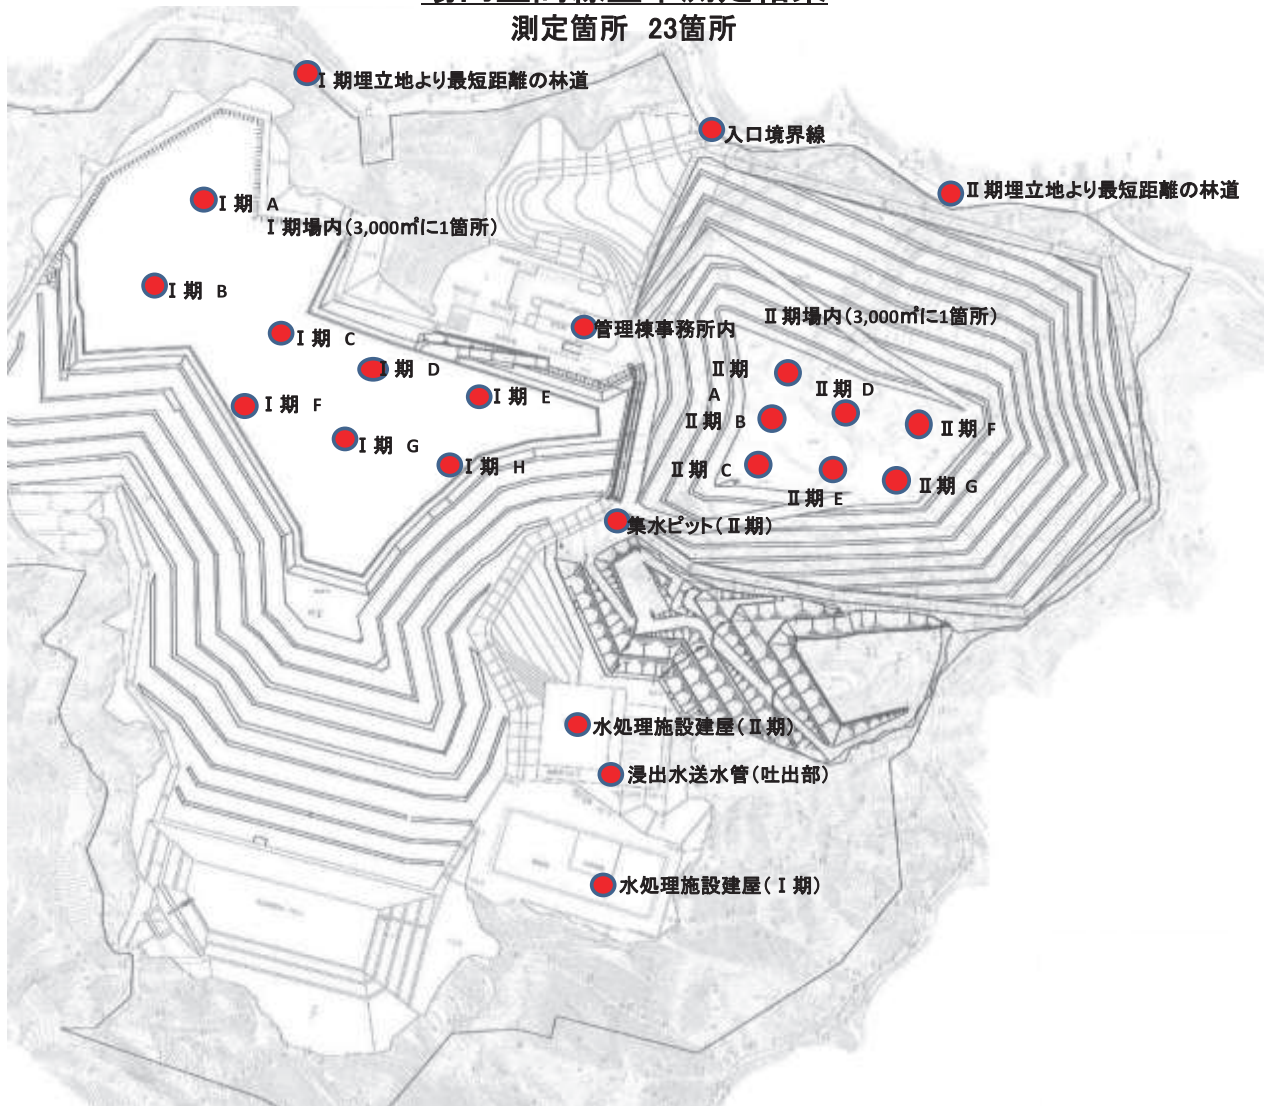 測定箇所 23箇所
Ⅰ期埋立地より最短距離の林道
入口境界線
Ⅱ期埋立地より最短距離の林道
Ⅰ期 A
Ⅰ期場内(3,000㎡に1箇所)
Ⅰ期 B
Ⅰ期 C
管理棟事務所内
Ⅱ期場内(3,000㎡に1箇所)
Ⅰ期 D
Ⅰ期 E
Ⅰ期 F
Ⅰ期 G
Ⅰ期 H
Ⅱ期
A
Ⅱ期 D
Ⅱ期 B
Ⅱ期 F
Ⅱ期 C
Ⅱ期 E
Ⅱ期 G
集水ピット(Ⅱ期)
水処理施設建屋(Ⅱ期)
浸出水送水管(吐出部)
水処理施設建屋(Ⅰ期)